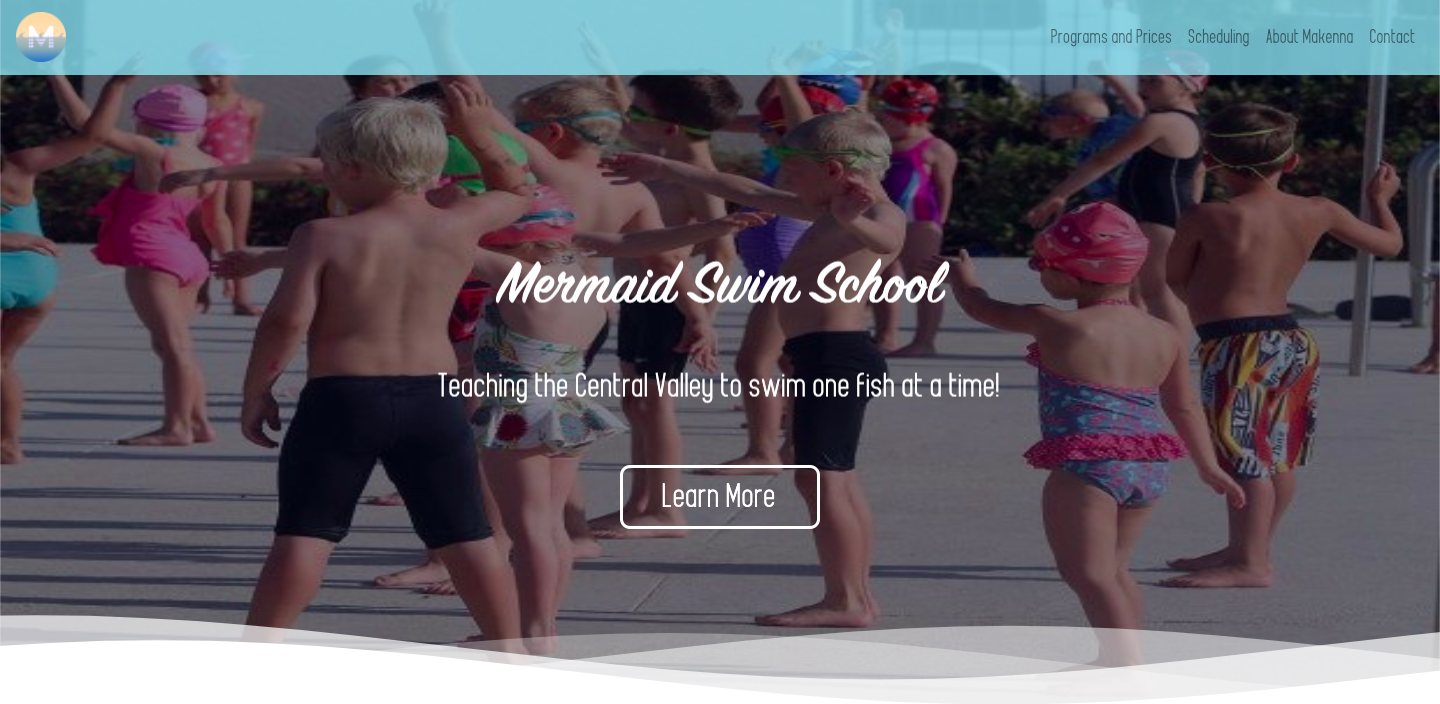 M
Programs and Prices
Scheduling
About Makenna
Contact
Mermaid Swim School
Teaching the Central Valley to swim one fish at a time!
Learn More